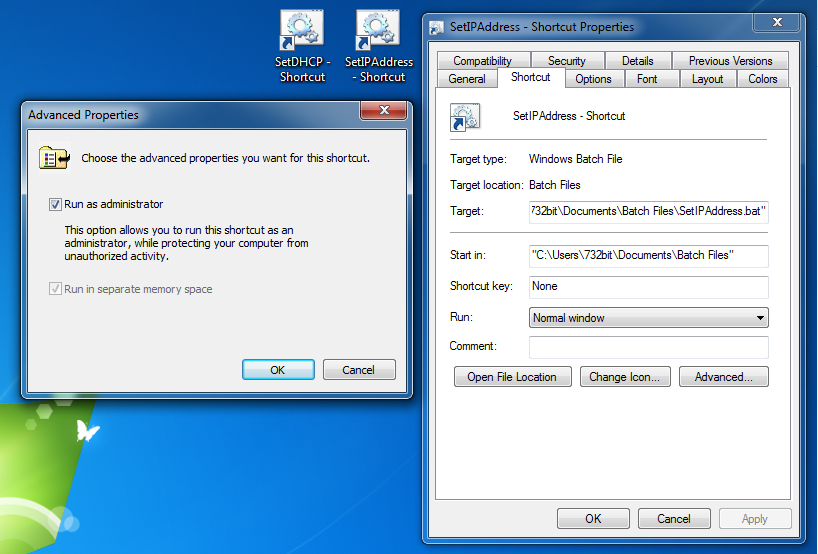 SetDHCP -
Shortcut
SetIPAddress
- Shortcut
Advanced Properties
Choose the advanced properties you want for this shortcut.
Run as administrator
This option allows you to run this shortcut as an
administrator, while protecting your computer from
unauthorized activity.
Run in separate memory space
OK
Cancel
SetIPAddress - Shortcut Properties
Compatibility
Security
Details
Previous Versions
General
Shortcut
Options
Font
Layout
Colors
SetIPAddress - Shortcut
Target type:
Windows Batch File
Target location:
Batch Files
Target:
732bit\Documents\Batch Files\SetIPAddress.bat"
Start in:
"C:\Users\732bit\Documents\Batch Files"
Shortcut key:
None
Run:
Normal window
Comment:
Open File Location
Change Icon...
Advanced...
OK
Cancel
Apply